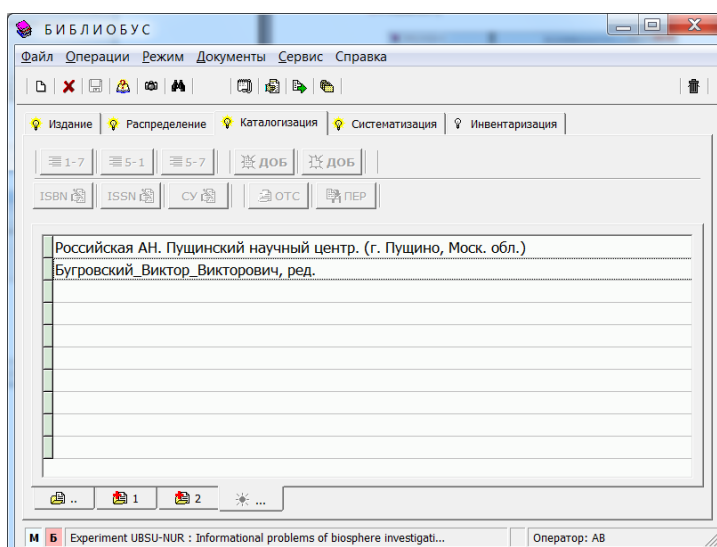 БИБЛИОБУС
Файл Операции Режим Документы Сервис Справка
Издание Распределение Каталогизация Систематизация Инвентаризация
1-7 5-1 5-7 ДОБ ДОБ
ISBN ISSN СУ ОТС ПЕР
Российская АН. Пущинский научный центр. (г. Пущино, Моск. обл.)
Бугровский_Виктор_Викторович, ред.
.. 1 2 ...
М Б Experiment UBSU-NUR : Informational problems of biosphere investigati... Оператор: АВ